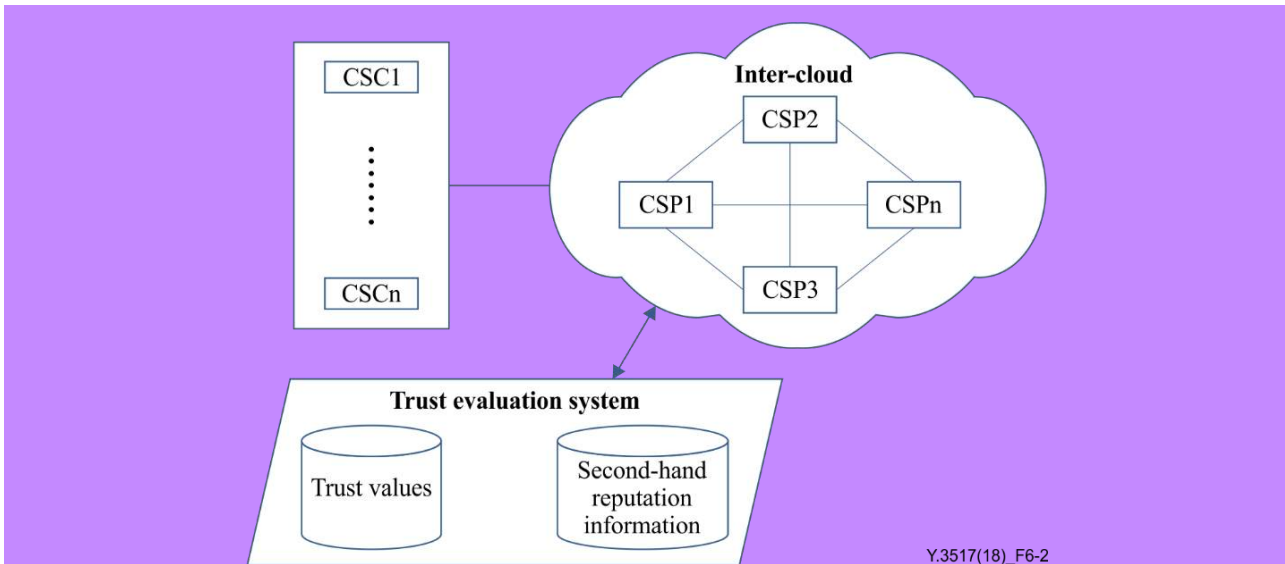 CSC1
CSCn
Inter-cloud
CSP2
CSP1
CSPn
CSP3
Trust evaluation system
Trust values
Second-hand
reputation
information
Y.3517(18)_F6-2